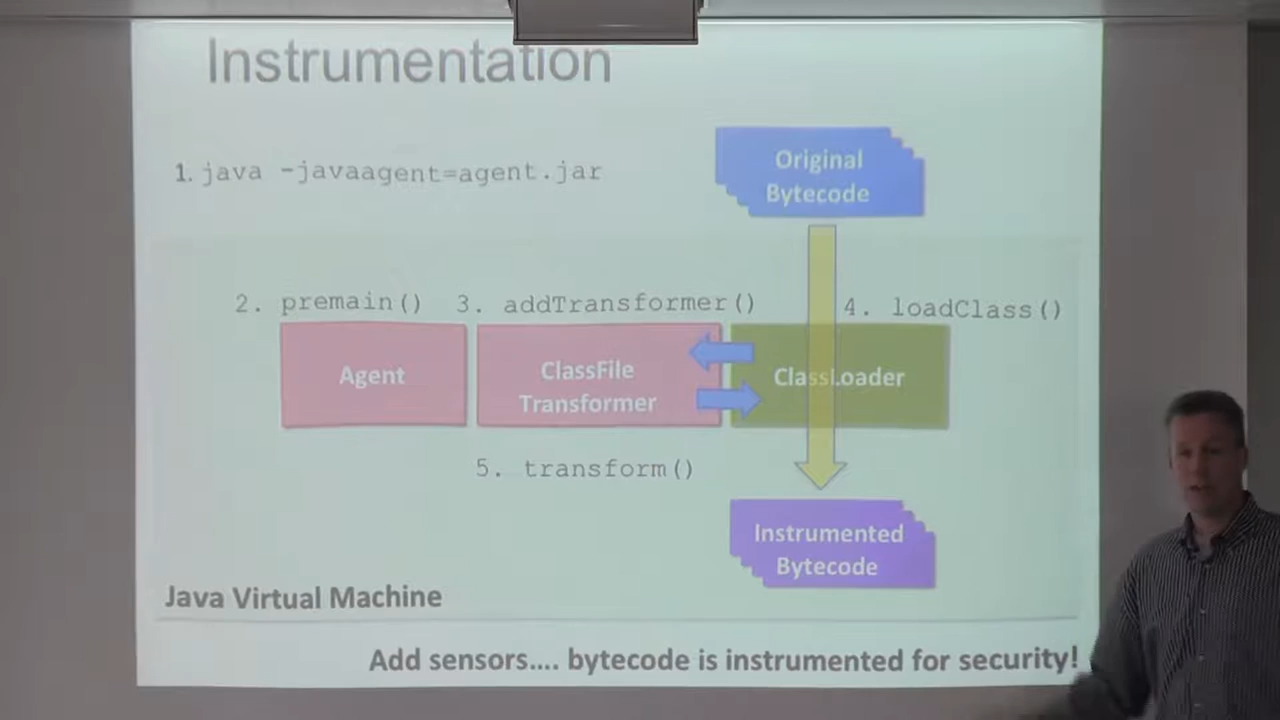 Instrumentation
1. java -javaagent=agent.jar
Original
Bytecode
2. premain()
3. addTransformer()
4. loadClass()
Agent
ClassFile
Transformer
ClassLoader
5. transform()
Instrumented
Bytecode
Java Virtual Machine
Add sensors.... bytecode is instrumented for security!